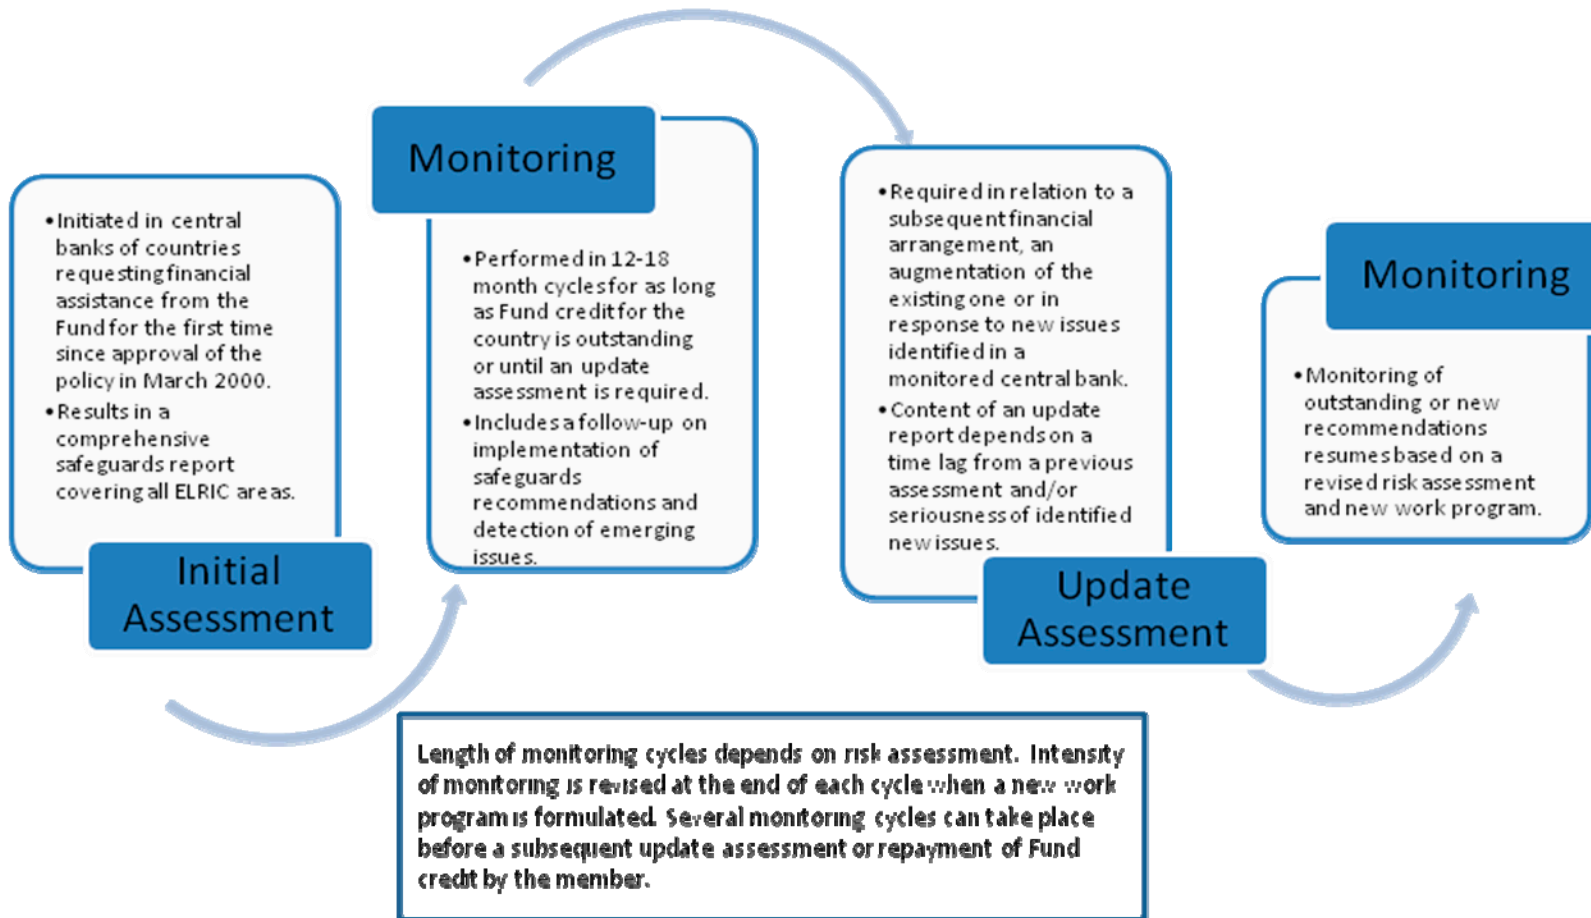 • Initiated in central
banks of countries
requesting financial
assistance from the
Fund for the first time
since approval of the
policy in March 2000.
• Results in a
comprehensive
safeguards report
covering all ELRIC areas.
Initial
Assessment
Monitoring
• Performed in 12-18
month cycles for as long
as Fund credit for the
country is outstanding
or until an update
assessment is required.
• Includes a follow-up on
implementation of
safeguards
recommendations and
detection of emerging
issues.
• Required in relation to a
subsequent financial
arrangement, an
augmentation of the
existing one or in
response to new issues
identified in a
monitored central bank.
• Content of an update
report depends on a
time lag from a previous
assessment and/or
seriousness of identified
new issues.
Update
Assessment
Monitoring
• Monitoring of
outstanding or new
recommendations
resumes based on a
revised risk assessment
and new work program.
Length of monitoring cycles depends on risk assessment. Intensity
of monitoring is revised at the end of each cycle when a new work
program is formulated. Several monitoring cycles can take place
before a subsequent update assessment or repayment of Fund
credit by the member.